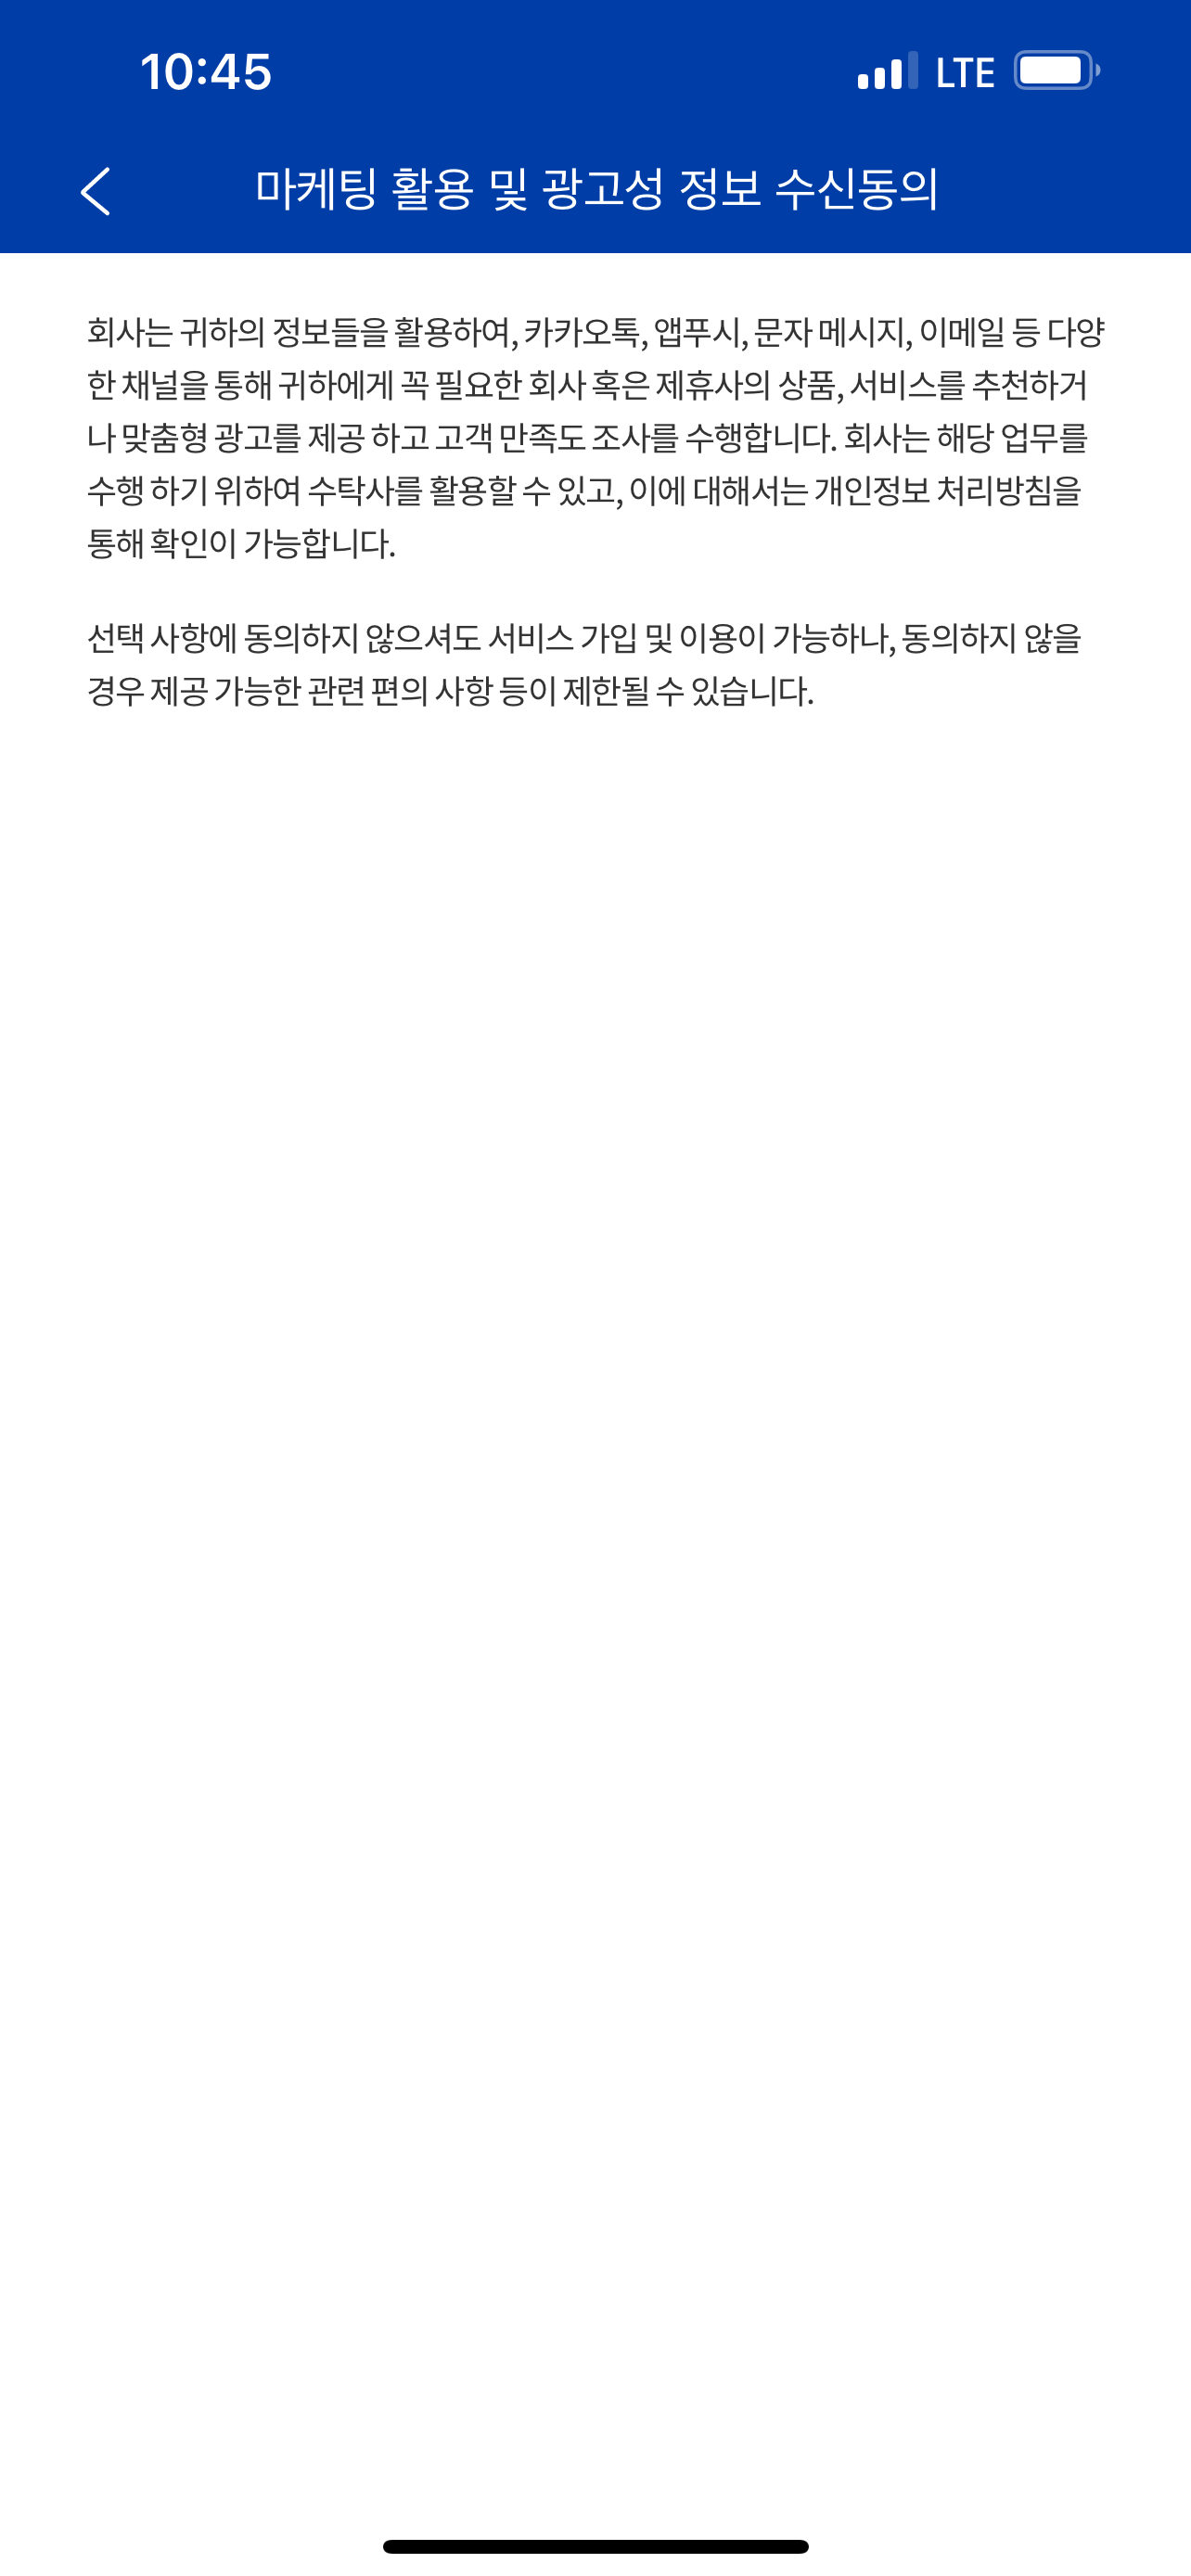 10:45
LTE
마케팅 활용 및 광고성 정보 수신동의
회사는 귀하의 정보들을 활용하여, 카카오톡, 앱푸시, 문자 메시지, 이메일 등 다양
한 채널을 통해 귀하에게 꼭 필요한 회사 혹은 제휴사의 상품, 서비스를 추천하거
나 맞춤형 광고를 제공 하고 고객 만족도 조사를 수행합니다. 회사는 해당 업무를
수행 하기 위하여 수탁사를 활용할 수 있고, 이에 대해서는 개인정보 처리방침을
통해 확인이 가능합니다.
선택 사항에 동의하지 않으셔도 서비스 가입 및 이용이 가능하나, 동의하지 않을
경우 제공 가능한 관련 편의 사항 등이 제한될 수 있습니다.